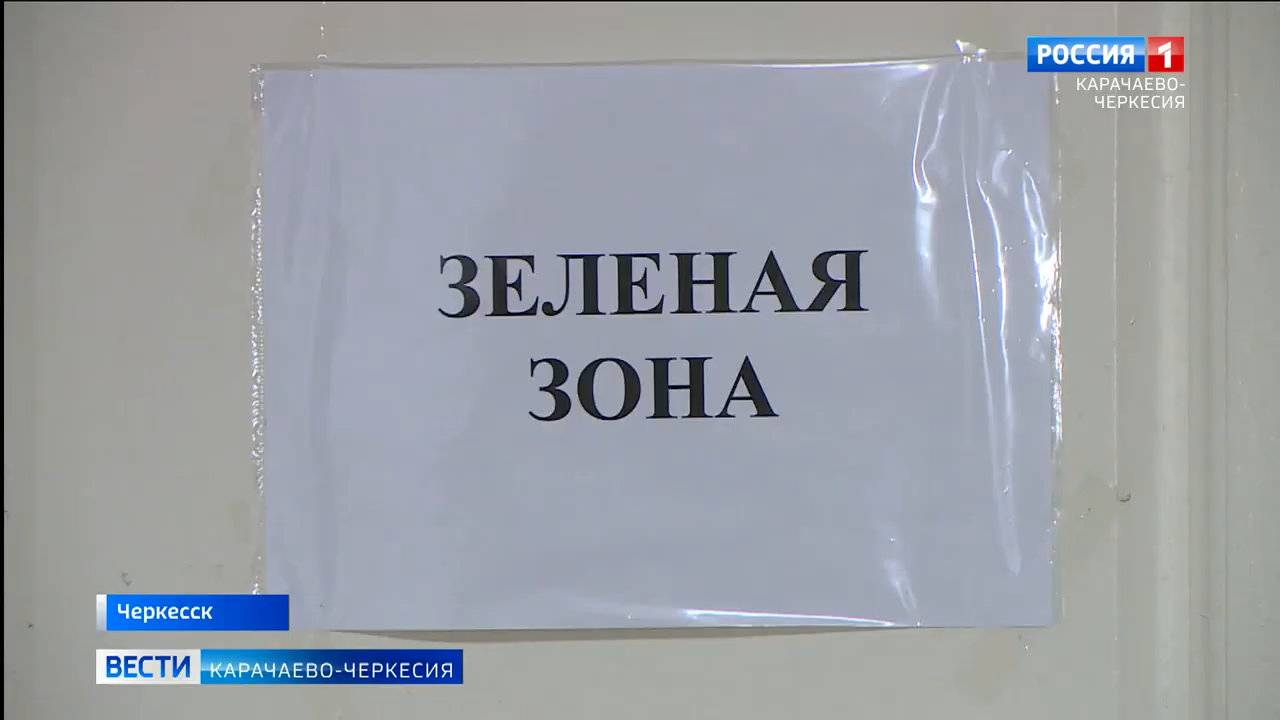 РОССИЯ 1
КАРАЧАЕВО-
ЧЕРКЕСИЯ
ЗЕЛЕНАЯ
ЗОНА
Черкесск
ВЕСТИ КАРАЧАЕВО-ЧЕРКЕСИЯ